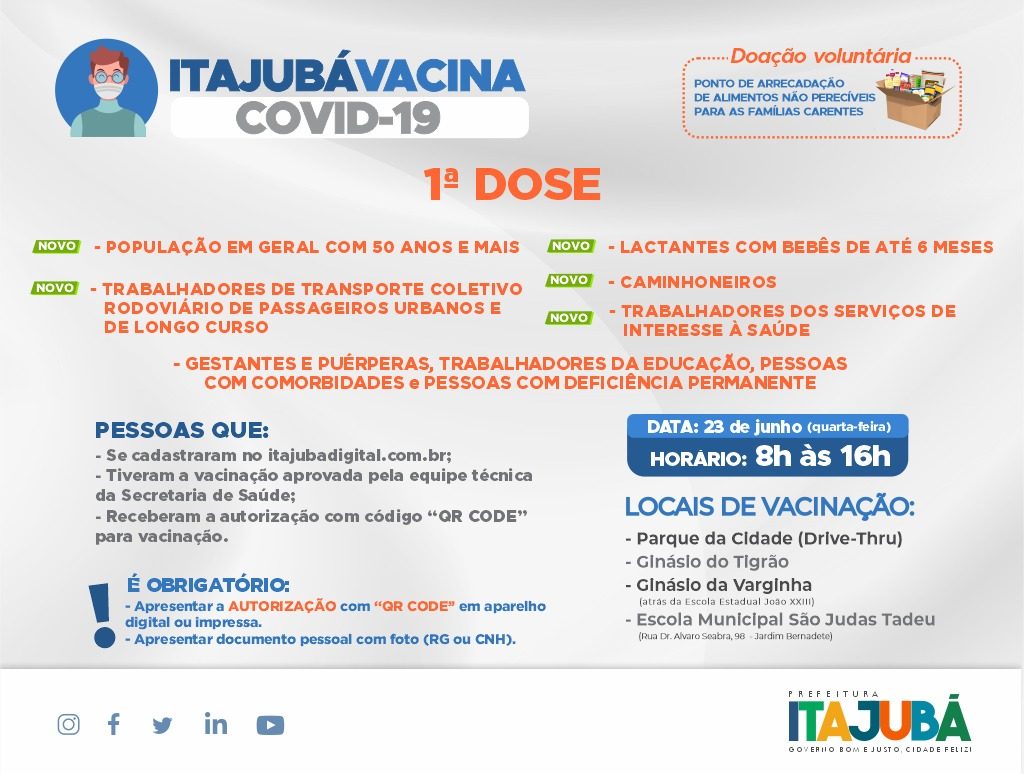 ITAJUBÁVACINA
COVID-19
Doação voluntária
PONTO DE ARRECADAÇÃO
DE ALIMENTOS NÃO PERECÍVEIS
PARA AS FAMÍLIAS CARENTES
1ª DOSE
NOVO - POPULAÇÃO EM GERAL COM 50 ANOS E MAIS
NOVO - TRABALHADORES DE TRANSPORTE COLETIVO
RODOVIÁRIO DE PASSAGEIROS URBANOS E
DE LONGO CURSO
NOVO - LACTANTES COM BEBÊS DE ATÉ 6 MESES
NOVO - CAMINHONEIROS
NOVO - TRABALHADORES DOS SERVIÇOS DE
INTERESSE À SAÚDE
- GESTANTES E PUÉRPERAS, TRABALHADORES DA EDUCAÇÃO, PESSOAS
COM COMORBIDADES e PESSOAS COM DEFICIÊNCIA PERMANENTE
PESSOAS QUE:
- Se cadastraram no itajubadigital.com.br;
- Tiveram a vacinação aprovada pela equipe técnica
da Secretaria de Saúde;
- Receberam a autorização com código “QR CODE”
para vacinação.
! É OBRIGATÓRIO:
- Apresentar a AUTORIZAÇÃO com “QR CODE” em aparelho
digital ou impressa.
- Apresentar documento pessoal com foto (RG ou CNH).
DATA: 23 de junho (quarta-feira)
HORÁRIO: 8h às 16h
LOCAIS DE VACINAÇÃO:
- Parque da Cidade (Drive-Thru)
- Ginásio do Tigrão
- Ginásio da Varginha
(atrás da Escola Estadual João XXIII)
- Escola Municipal São Judas Tadeu
(Rua Dr. Alvaro Seabra, 98 - Jardim Bernadete)
PREFEITURA
ITAJUBÁ
GOVERNO BOM E JUSTO, CIDADE FELIZ!